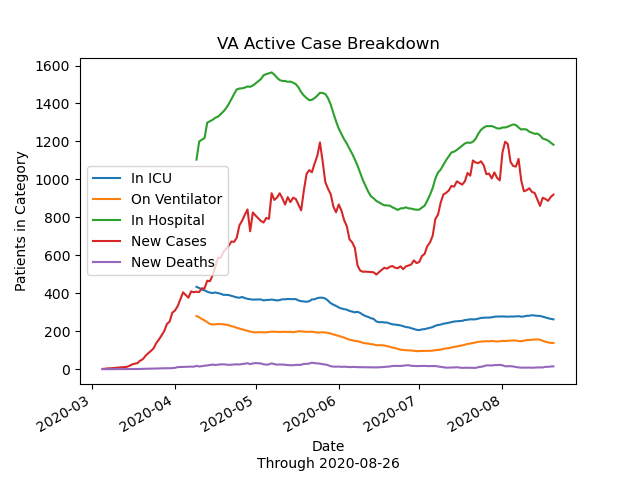 VA Active Case Breakdown
Patients in Category
1600
1400
1200
1000
800
600
400
200
0
In ICU
On Ventilator
In Hospital
New Cases
New Deaths
2020-03
2020-04
2020-05
2020-06
2020-07
2020-08
Date
Through 2020-08-26